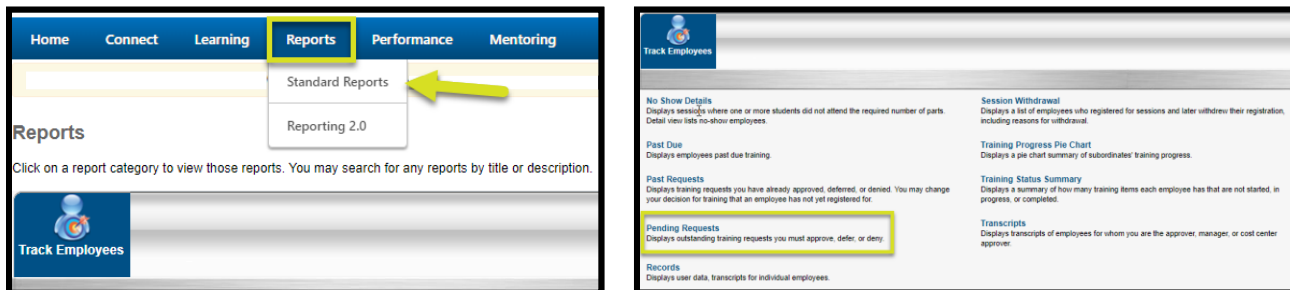 Home Connect Learning Reports Performance Mentoring
Standard Reports
Reporting 2.0
Reports
Click on a report category to view those reports. You may search for any reports by title or description.
Track Employees
Track Employees
No Show Details
Displays sessions where one or more students did not attend the required number of parts.
Detail view lists no-show employees.
Past Due
Displays employees past due training.
Past Requests
Displays training requests you have already approved, deferred, or denied. You may change
your decision for training that an employee has not yet registered for.
Pending Requests
Displays outstanding training requests you must approve, defer, or deny.
Records
Displays user data, transcripts for individual employees.
Session Withdrawal
Displays a list of employees who registered for sessions and later withdrew their registration,
including reasons for withdrawal.
Training Progress Pie Chart
Displays a pie chart summary of subordinates' training progress.
Training Status Summary
Displays a summary of how many training items each employee has that are not started, in
progress, or completed.
Transcripts
Displays transcripts of employees for whom you are the approver, manager, or cost center
approver.